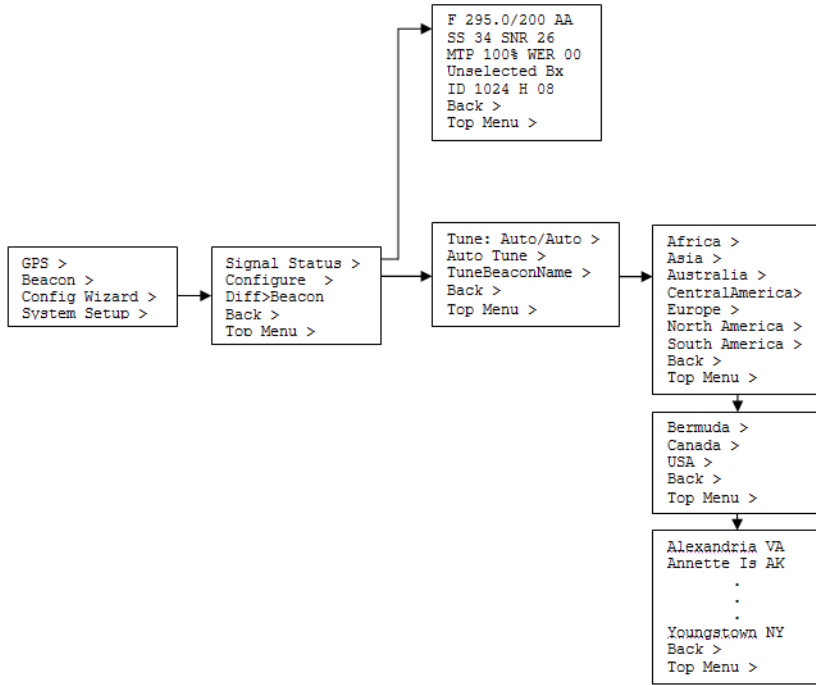 F 295.0/200 AA
SS 34 SNR 26
MTP 100% WER 00
Unselected Bx
ID 1024 H 08
Back >
Top Menu >
GPS >
Beacon >
Config Wizard >
System Setup >
Signal Status >
Configure >
Diff>Beacon
Back >
Top Menu >
Tune: Auto/Auto >
Auto Tune >
TuneBeaconName >
Back >
Top Menu >
Africa >
Asia >
Australia >
CentralAmerica>
Europe >
North America >
South America >
Back >
Top Menu >
Bermuda >
Canada >
USA >
Back >
Top Menu >
Alexandria VA
Annette Is AK
.
.
.
Youngstown NY
Back >
Top Menu >